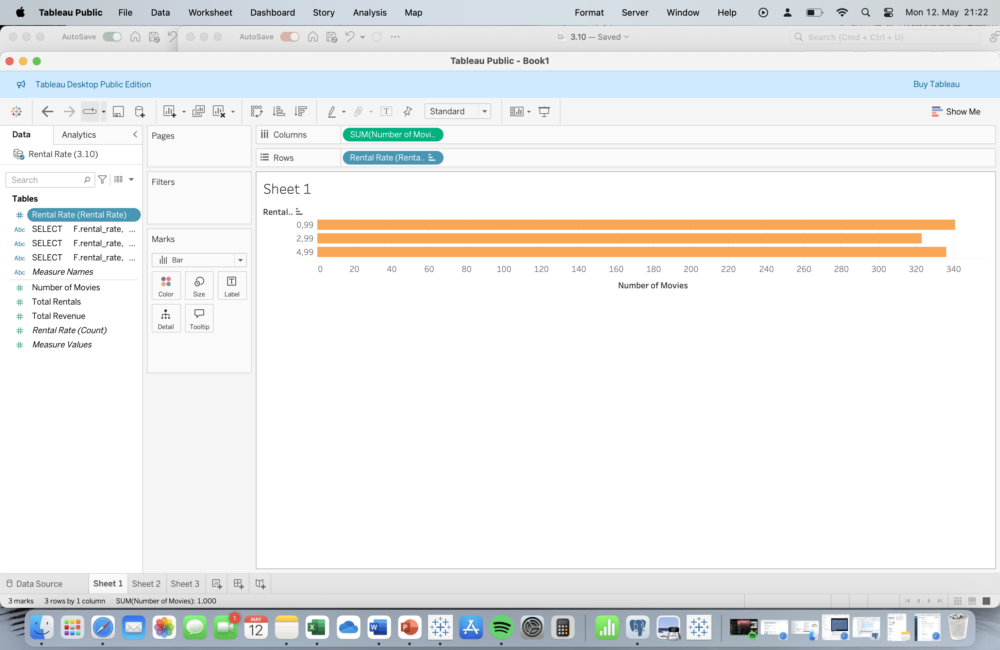 Tableau Public File Data Worksheet Dashboard Story Analysis Map Format Server Window Help Mon 12. May 21:22
AutoSave AutoSave 3.10 — Saved Search (Cmd + Ctrl + U)
Tableau Public - Book1
Tableau Desktop Public Edition Buy Tableau
Standard Show Me
Data Analytics
Pages
Columns SUM(Number of Movi..
Rental Rate (3.10)
Rows Rental Rate (Renta..
Search
Filters
Sheet 1
Tables
Rental..
Rental Rate (Rental Rate)
0,99
Abc SELECT F.rental_rate, ...
2,99
Abc SELECT F.rental_rate, ...
4,99
Abc SELECT F.rental_rate, ...
Marks
Bar
0 20 40 60 80 100 120 140 160 180 200 220 240 260 280 300 320 340
Abc Measure Names
Number of Movies
Number of Movies
Color Size Label
Total Rentals
Total Revenue
Detail Tooltip
Rental Rate (Count)
Measure Values
Data Source Sheet 1 Sheet 2 Sheet 3
3 marks 3 rows by 1 column SUM(Number of Movies): 1,000
1
MAY
12
X
W
P